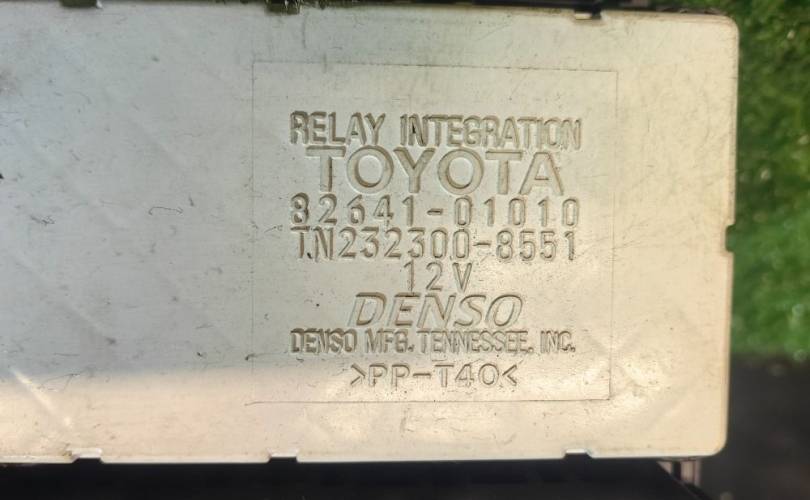 RELAY INTEGRATION
TOYOTA
82641-01010
TN232300-8551
12V
DENSO
DENSO MFG. TENNESSEE, INC.
>PP-T40<